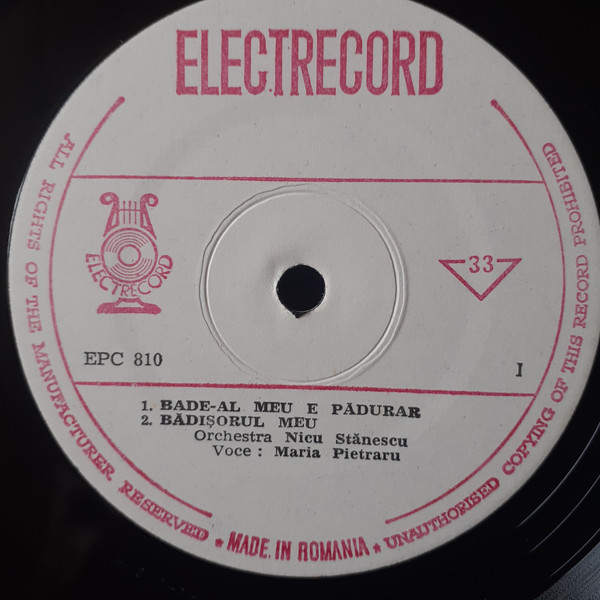 ELECTRECORD
ALL RIGHTS OF THE MANUFACTURER RESERVED ★ MADE IN ROMANIA ★ UNAUTHORISED COPYING OF THIS RECORD PROHIBITED
ELECTRECORD
33
EPC 810
I
1. BADE-AL MEU E PĂDURAR
2. BĂDIȘORUL MEU
Orchestra Nicu Stănescu
Voce : Maria Pietraru